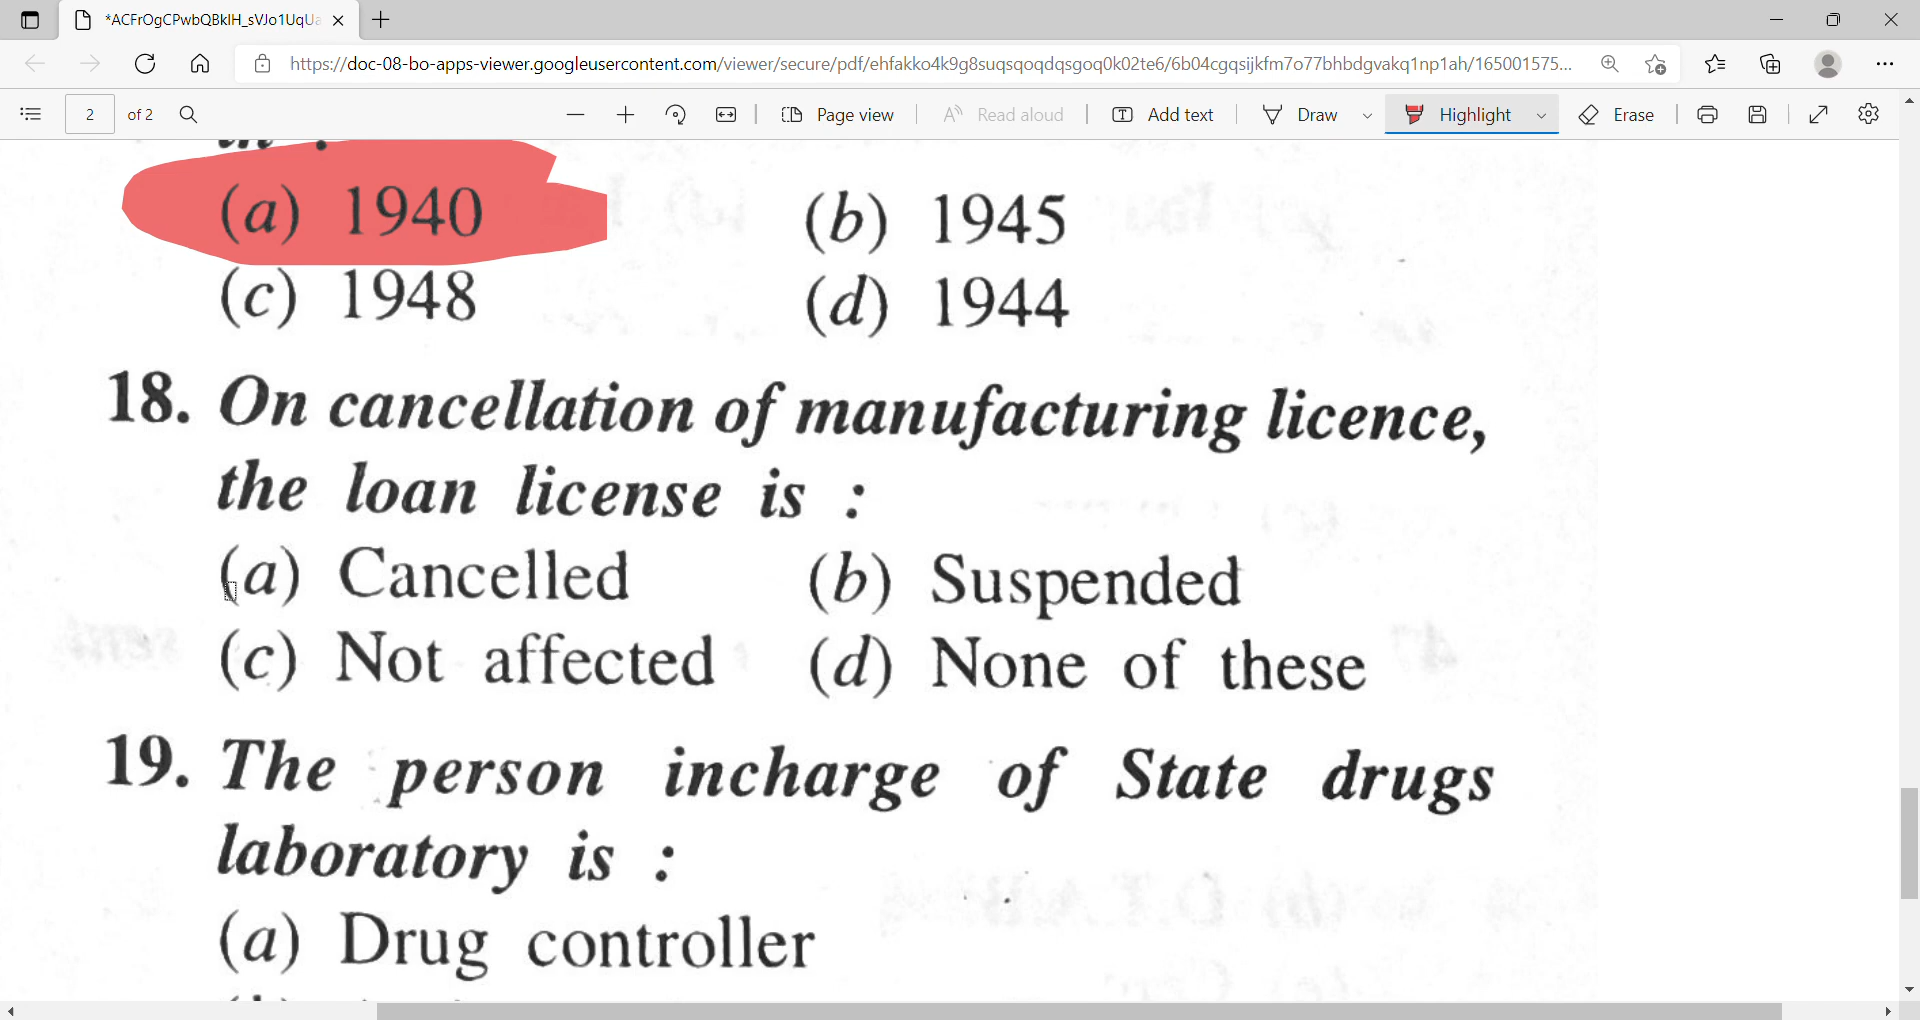 *ACFrOgCPwbQBkIH_sVJo1UqU
https://doc-08-bo-apps-viewer.googleusercontent.com/viewer/secure/pdf/ehfakko4k9g8suqsqoqdqsgoq0k02te6/6b04cgqsijkfm7o77bhbdgvakq1np1ah/165001575...
2 of 2 Page view Read aloud Add text Draw Highlight Erase
(a) 1940 (b) 1945
(c) 1948 (d) 1944
18. On cancellation of manufacturing licence,
the loan license is :
(a) Cancelled (b) Suspended
(c) Not affected (d) None of these
19. The person incharge of State drugs
laboratory is :
(a) Drug controller